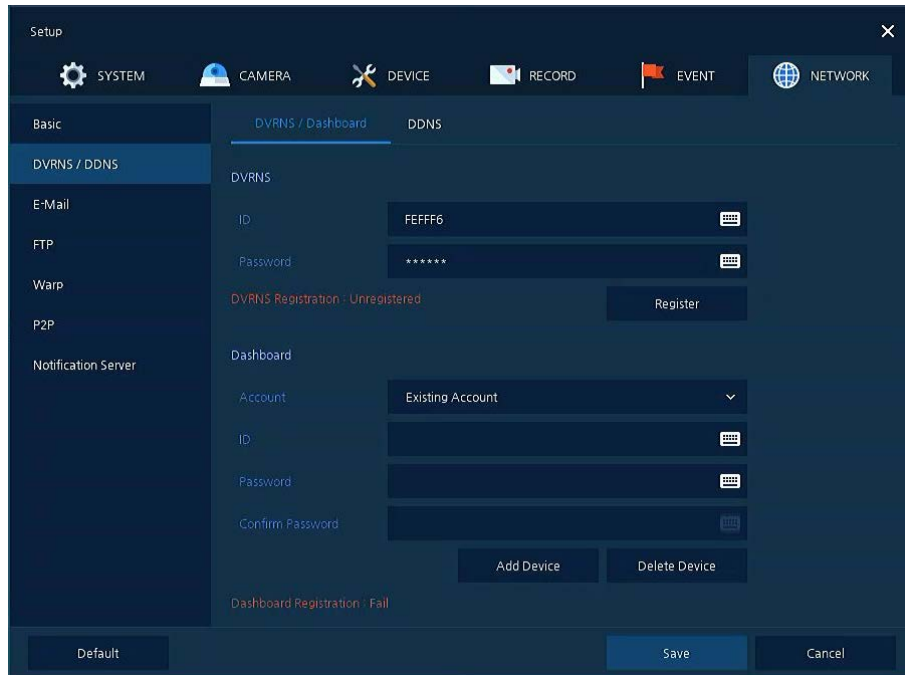 Setup
SYSTEM CAMERA DEVICE RECORD EVENT NETWORK
Basic
DVRNS / DDNS
E-Mail
FTP
Warp
P2P
Notification Server
DVRNS / Dashboard DDNS
DVRNS
ID FEFFF6
Password ******
DVRNS Registration : Unregistered Register
Dashboard
Account Existing Account
ID
Password
Confirm Password
Add Device Delete Device
Dashboard Registration : Fail
Default Save Cancel